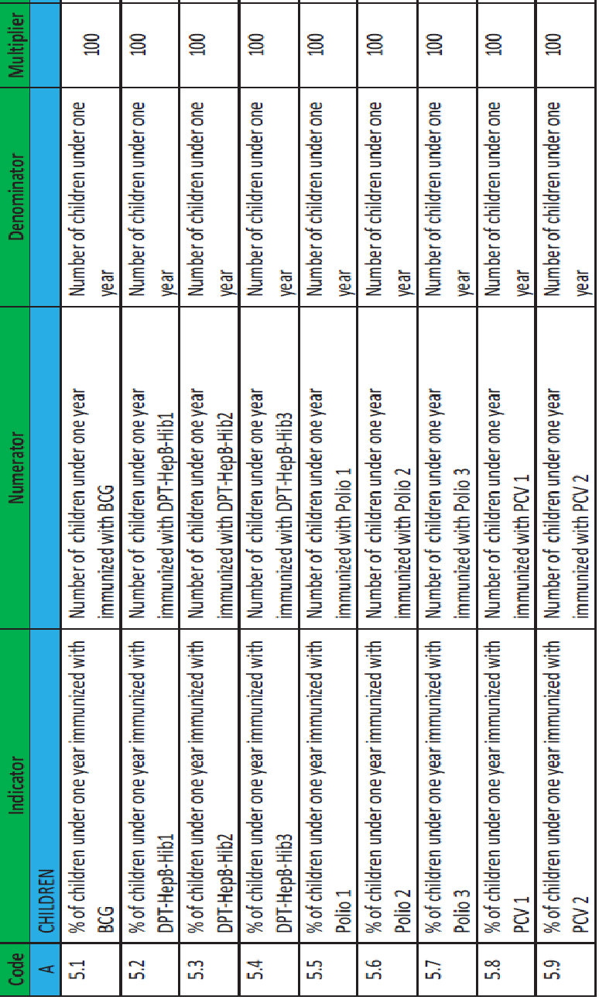 Code Indicator Numerator Denominator Multiplier
A CHILDREN
5.1 % of children under one year immunized with Number of children under one year Number of children under one 100
BCG immunized with BCG year
5.2 % of children under one year immunized with Number of children under one year Number of children under one 100
DPT-HepB-Hib1 immunized with DPT-HepB-Hib1 year
5.3 % of children under one year immunized with Number of children under one year Number of children under one 100
DPT-HepB-Hib2 immunized with DPT-HepB-Hib2 year
5.4 % of children under one year immunized with Number of children under one year Number of children under one 100
DPT-HepB-Hib3 immunized with DPT-HepB-Hib3 year
5.5 % of children under one year immunized with Number of children under one year Number of children under one 100
Polio 1 immunized with Polio 1 year
5.6 % of children under one year immunized with Number of children under one year Number of children under one 100
Polio 2 immunized with Polio 2 year
5.7 % of children under one year immunized with Number of children under one year Number of children under one 100
Polio 3 immunized with Polio 3 year
5.8 % of children under one year immunized with Number of children under one year Number of children under one 100
PCV 1 immunized with PCV 1 year
5.9 % of children under one year immunized with Number of children under one year Number of children under one 100
PCV 2 immunized with PCV 2 year